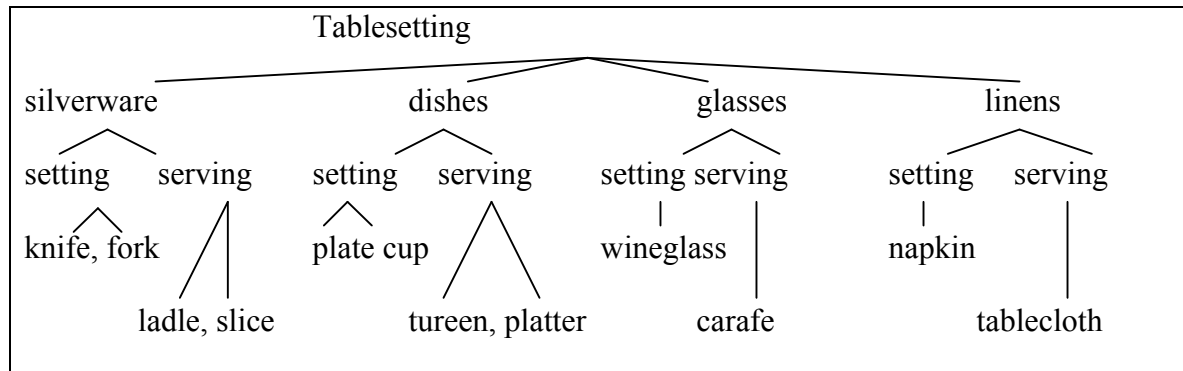 Tablesetting
silverware dishes glasses linens
setting serving setting serving setting serving setting serving
knife, fork plate cup wineglass napkin
ladle, slice tureen, platter carafe tablecloth